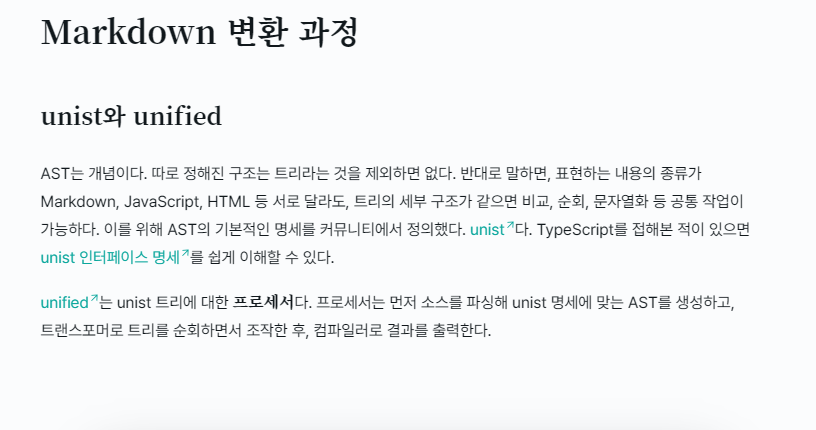 Markdown 변환 과정
unist와 unified
AST는 개념이다. 따로 정해진 구조는 트리라는 것을 제외하면 없다. 반대로 말하면, 표현하는 내용의 종류가
Markdown, JavaScript, HTML 등 서로 달라도, 트리의 세부 구조가 같으면 비교, 순회, 문자열화 등 공통 작업이
가능하다. 이를 위해 AST의 기본적인 명세를 커뮤니티에서 정의했다. unist↗다. TypeScript를 접해본 적이 있으면
unist 인터페이스 명세↗를 쉽게 이해할 수 있다.
unified↗는 unist 트리에 대한 프로세서다. 프로세서는 먼저 소스를 파싱해 unist 명세에 맞는 AST를 생성하고,
트랜스포머로 트리를 순회하면서 조작한 후, 컴파일러로 결과를 출력한다.